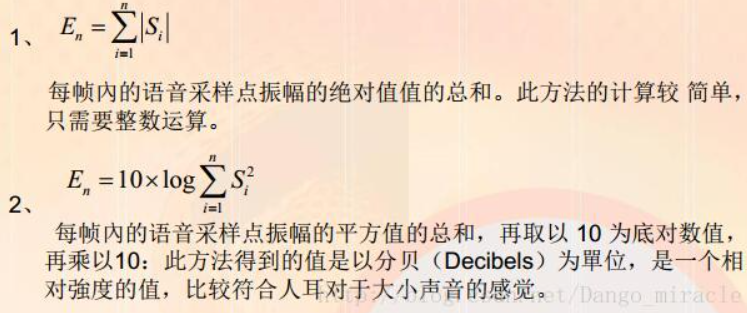 1、 E_n = \sum_{i=1}^{n} |S_i|
每帧内的语音采样点振幅的绝对值值的总和。此方法的计算较 简单，
只需要整数运算。
2、 E_n = 10 × log \sum_{i=1}^{n} S_i^2
每帧内的语音采样点振幅的平方值的总和，再取以 10 为底对数值，
再乘以10：此方法得到的值是以分贝（Decibels）为單位，是一个相
对強度的值，比较符合人耳对于大小声音的感觉。
net/Dango_miracle